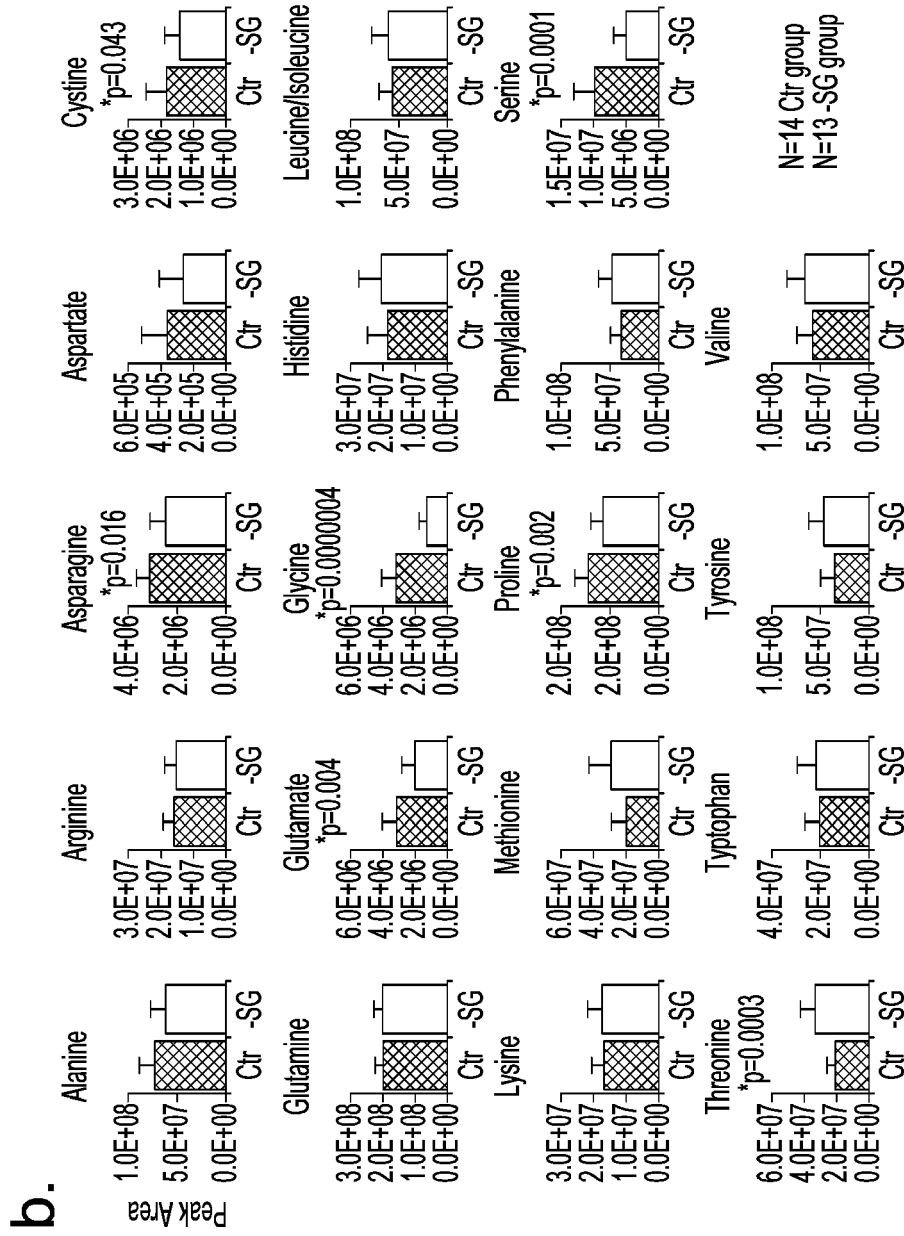 b.
Peak Area
Alanine
1.0E+08
5.0E+07
0.0E+00
Ctr -SG
Arginine
3.0E+07
2.0E+07
1.0E+07
0.0E+00
Ctr -SG
Asparagine
*p=0.016
4.0E+06
2.0E+06
0.0E+00
Ctr -SG
Aspartate
6.0E+05
4.0E+05
2.0E+05
0.0E+00
Ctr -SG
Cystine
*p=0.043
3.0E+06
2.0E+06
1.0E+06
0.0E+00
Ctr -SG
Glutamine
3.0E+08
2.0E+08
1.0E+08
0.0E+00
Ctr -SG
Glutamate
*p=0.004
6.0E+06
4.0E+06
2.0E+06
0.0E+00
Ctr -SG
Glycine
*p=0.0000004
6.0E+06
4.0E+06
2.0E+06
0.0E+00
Ctr -SG
Histidine
3.0E+07
2.0E+07
1.0E+07
0.0E+00
Ctr -SG
Leucine/Isoleucine
1.0E+08
5.0E+07
0.0E+00
Ctr -SG
Lysine
3.0E+07
2.0E+07
1.0E+07
0.0E+00
Ctr -SG
Methionine
6.0E+07
4.0E+07
2.0E+07
0.0E+00
Ctr -SG
Proline
*p=0.002
2.0E+08
2.0E+08
0.0E+00
Ctr -SG
Phenylalanine
1.0E+08
5.0E+07
0.0E+00
Ctr -SG
Serine
*p=0.0001
1.5E+07
1.0E+07
5.0E+06
0.0E+00
Ctr -SG
Threonine
*p=0.0003
6.0E+07
4.0E+07
2.0E+07
0.0E+00
Ctr -SG
Typtophan
4.0E+07
2.0E+07
0.0E+00
Ctr -SG
Tyrosine
1.0E+08
5.0E+07
0.0E+00
Ctr -SG
Valine
1.0E+08
5.0E+07
0.0E+00
Ctr -SG
N=14 Ctr group
N=13 -SG group